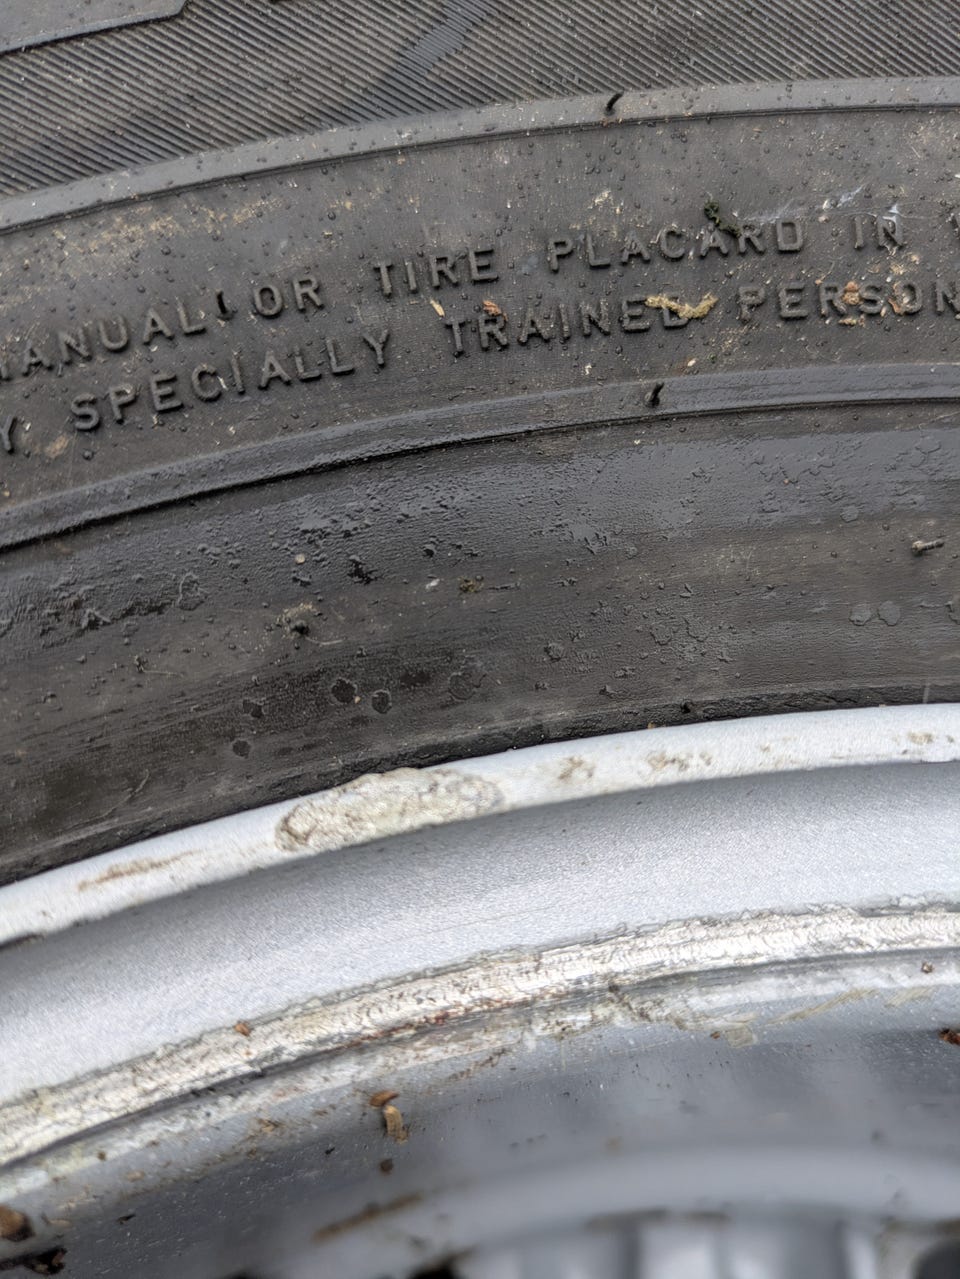 MANUAL OR TIRE PLACARD IN
SPECIALLY TRAINED PERSON